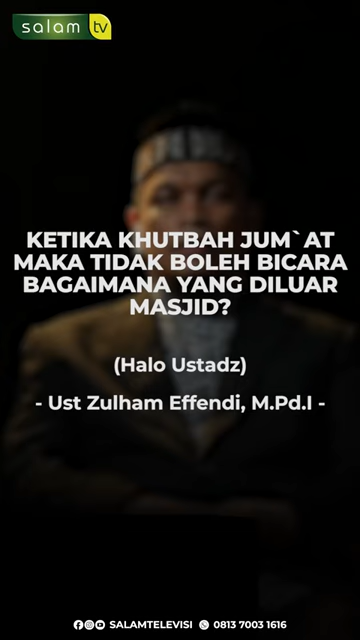 salam tv
KETIKA KHUTBAH JUM`AT
MAKA TIDAK BOLEH BICARA
BAGAIMANA YANG DILUAR
MASJID?
(Halo Ustadz)
- Ust Zulham Effendi, M.Pd.I -
SALAMTELEVISI 0813 7003 1616